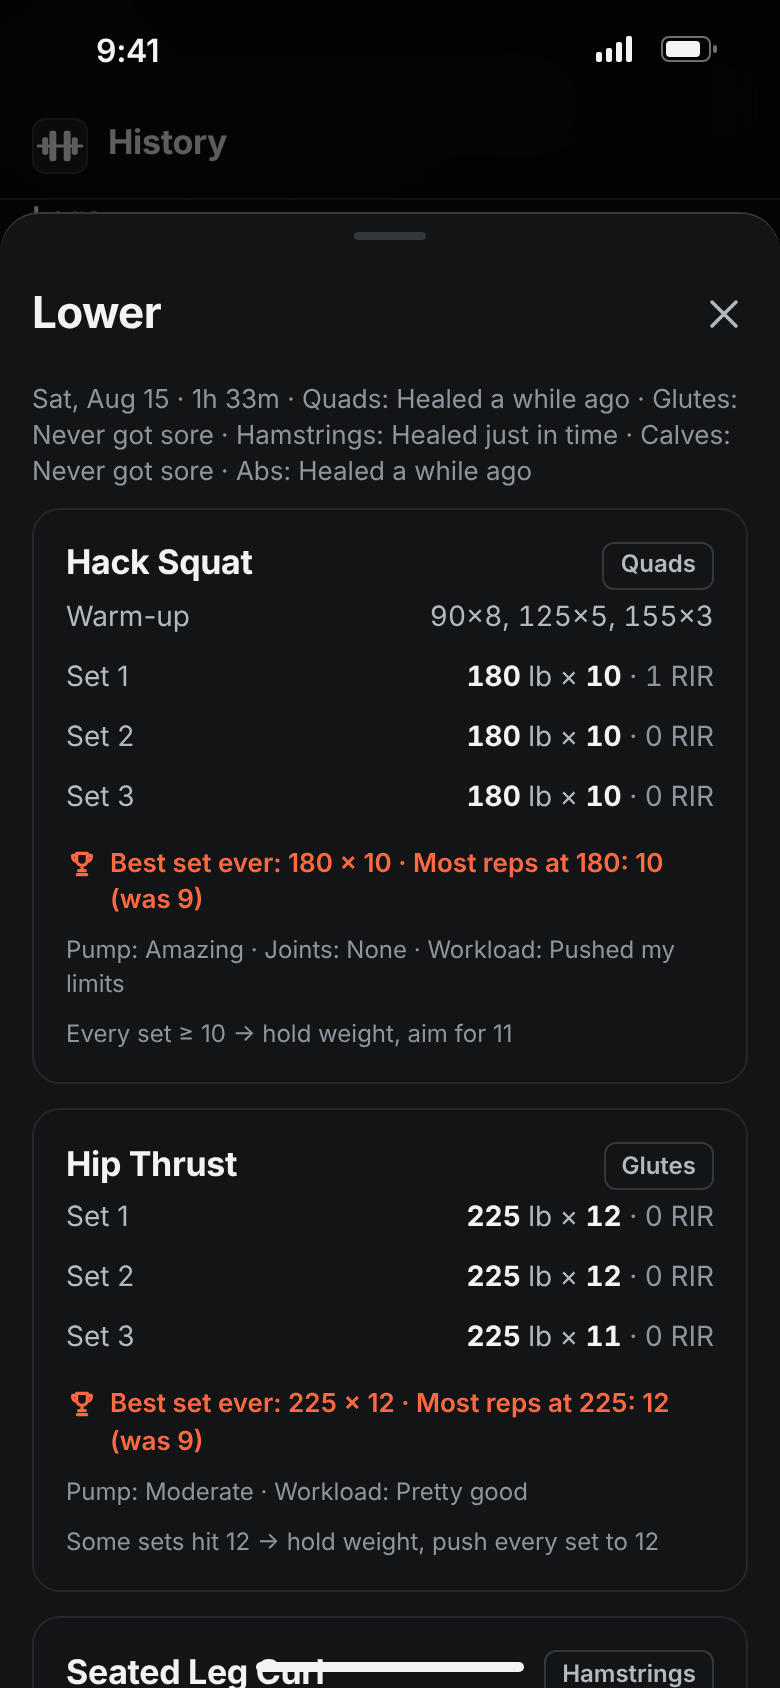 9:41
History
Lower
Sat, Aug 15 · 1h 33m · Quads: Healed a while ago · Glutes:
Never got sore · Hamstrings: Healed just in time · Calves:
Never got sore · Abs: Healed a while ago
Hack Squat Quads
Warm-up 90×8, 125×5, 155×3
Set 1 180 lb × 10 · 1 RIR
Set 2 180 lb × 10 · 0 RIR
Set 3 180 lb × 10 · 0 RIR
Best set ever: 180 × 10 · Most reps at 180: 10
(was 9)
Pump: Amazing · Joints: None · Workload: Pushed my
limits
Every set ≥ 10 → hold weight, aim for 11
Hip Thrust Glutes
Set 1 225 lb × 12 · 0 RIR
Set 2 225 lb × 12 · 0 RIR
Set 3 225 lb × 11 · 0 RIR
Best set ever: 225 × 12 · Most reps at 225: 12
(was 9)
Pump: Moderate · Workload: Pretty good
Some sets hit 12 → hold weight, push every set to 12
Seated Leg Curl Hamstrings